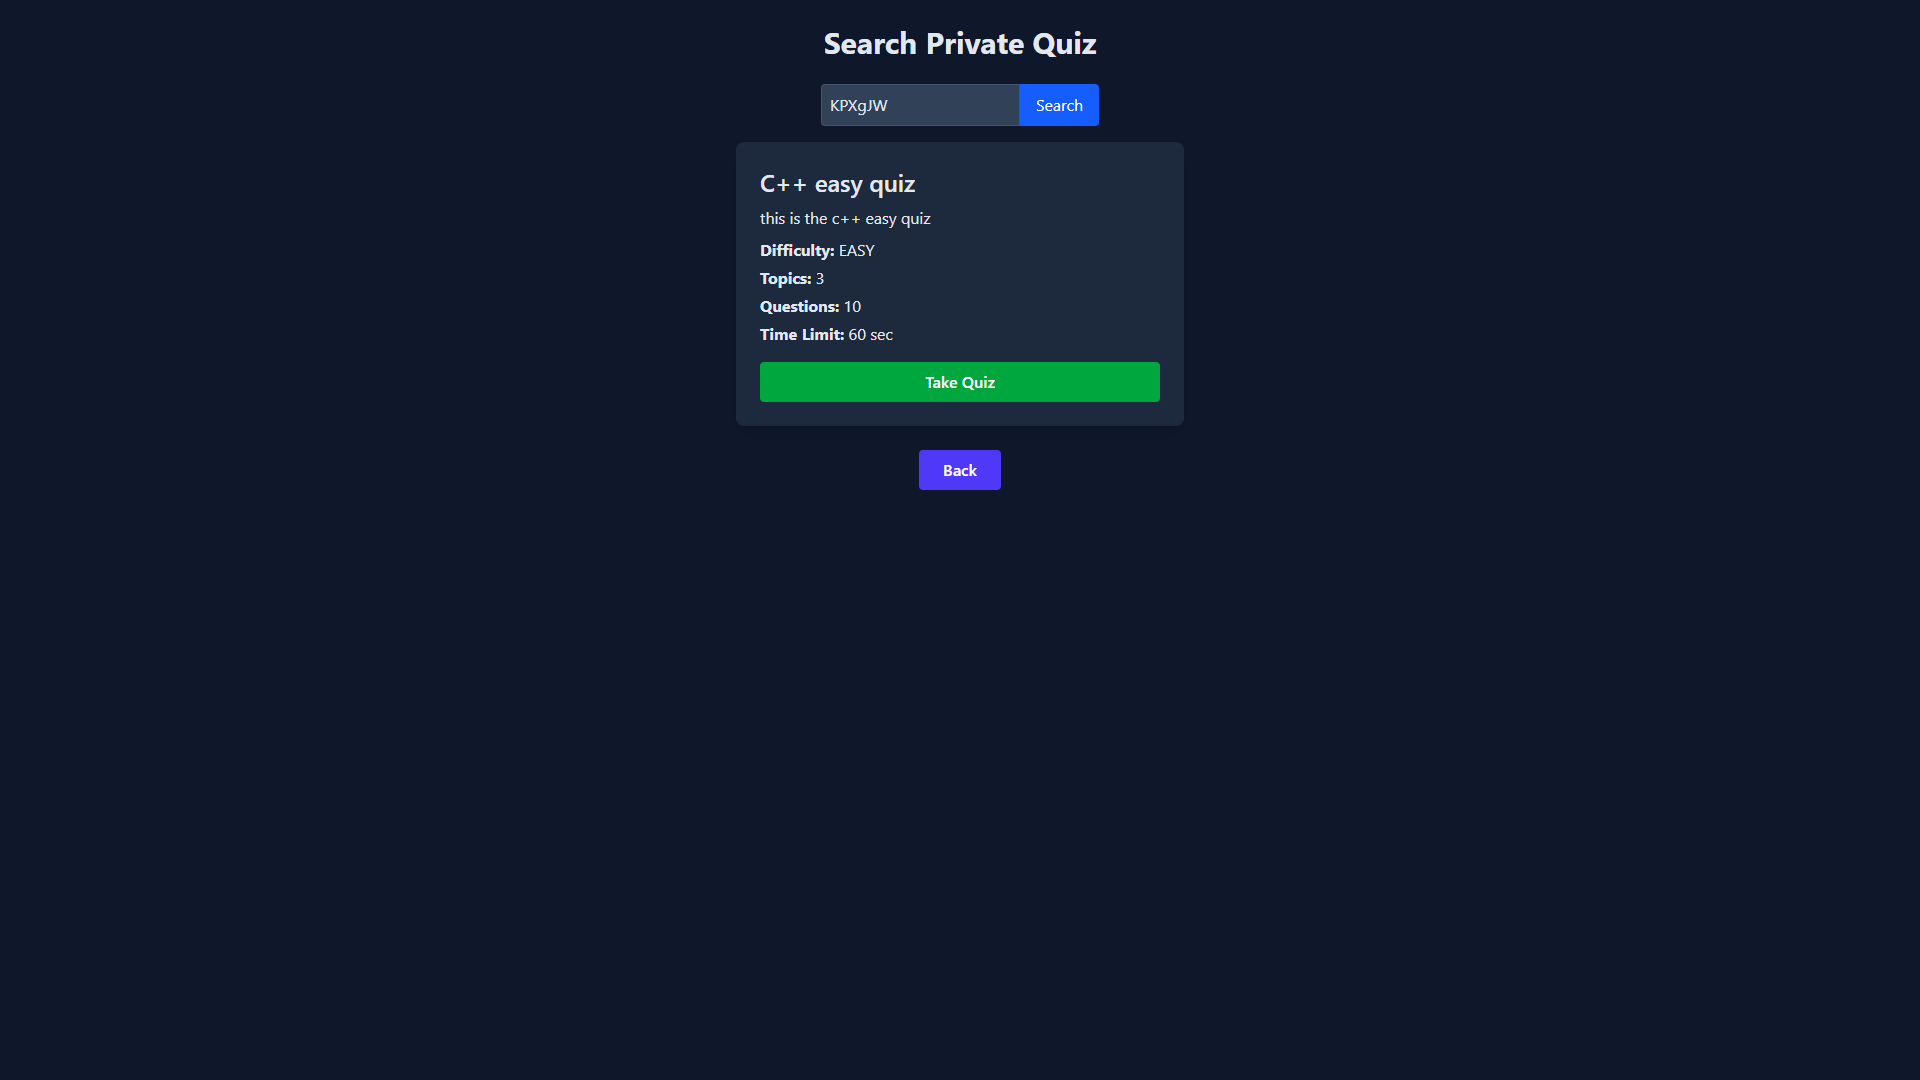 Search Private Quiz
KPXgJW Search
C++ easy quiz
this is the c++ easy quiz
Difficulty: EASY
Topics: 3
Questions: 10
Time Limit: 60 sec
Take Quiz
Back